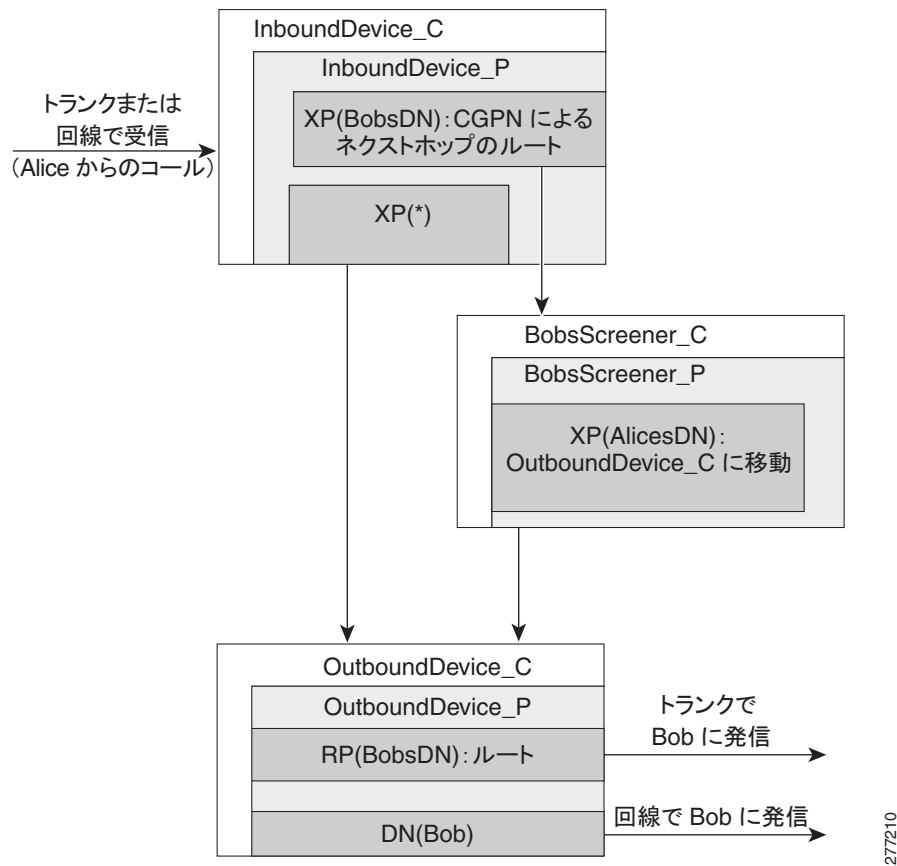 InboundDevice_C
InboundDevice_P
トランクまたは
回線で受信
(Alice からのコール)
XP(BobsDN):CGPN による
ネクストホップのルート
XP(*)
BobsScreener_C
BobsScreener_P
XP(AlicesDN):
OutboundDevice_C に移動
OutboundDevice_C
OutboundDevice_P
トランクで
Bob に発信
RP(BobsDN):ルート
回線で Bob に発信
DN(Bob)
277210